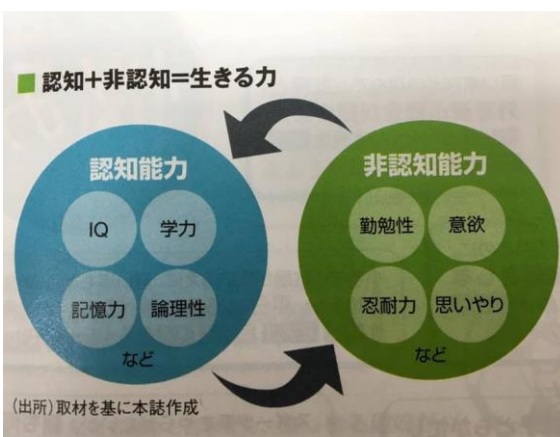 認知+非認知=生きる力
認知能力
IQ
学力
記憶力
論理性
など
非認知能力
勤勉性
意欲
忍耐力
思いやり
など
(出所)取材を基に本誌作成